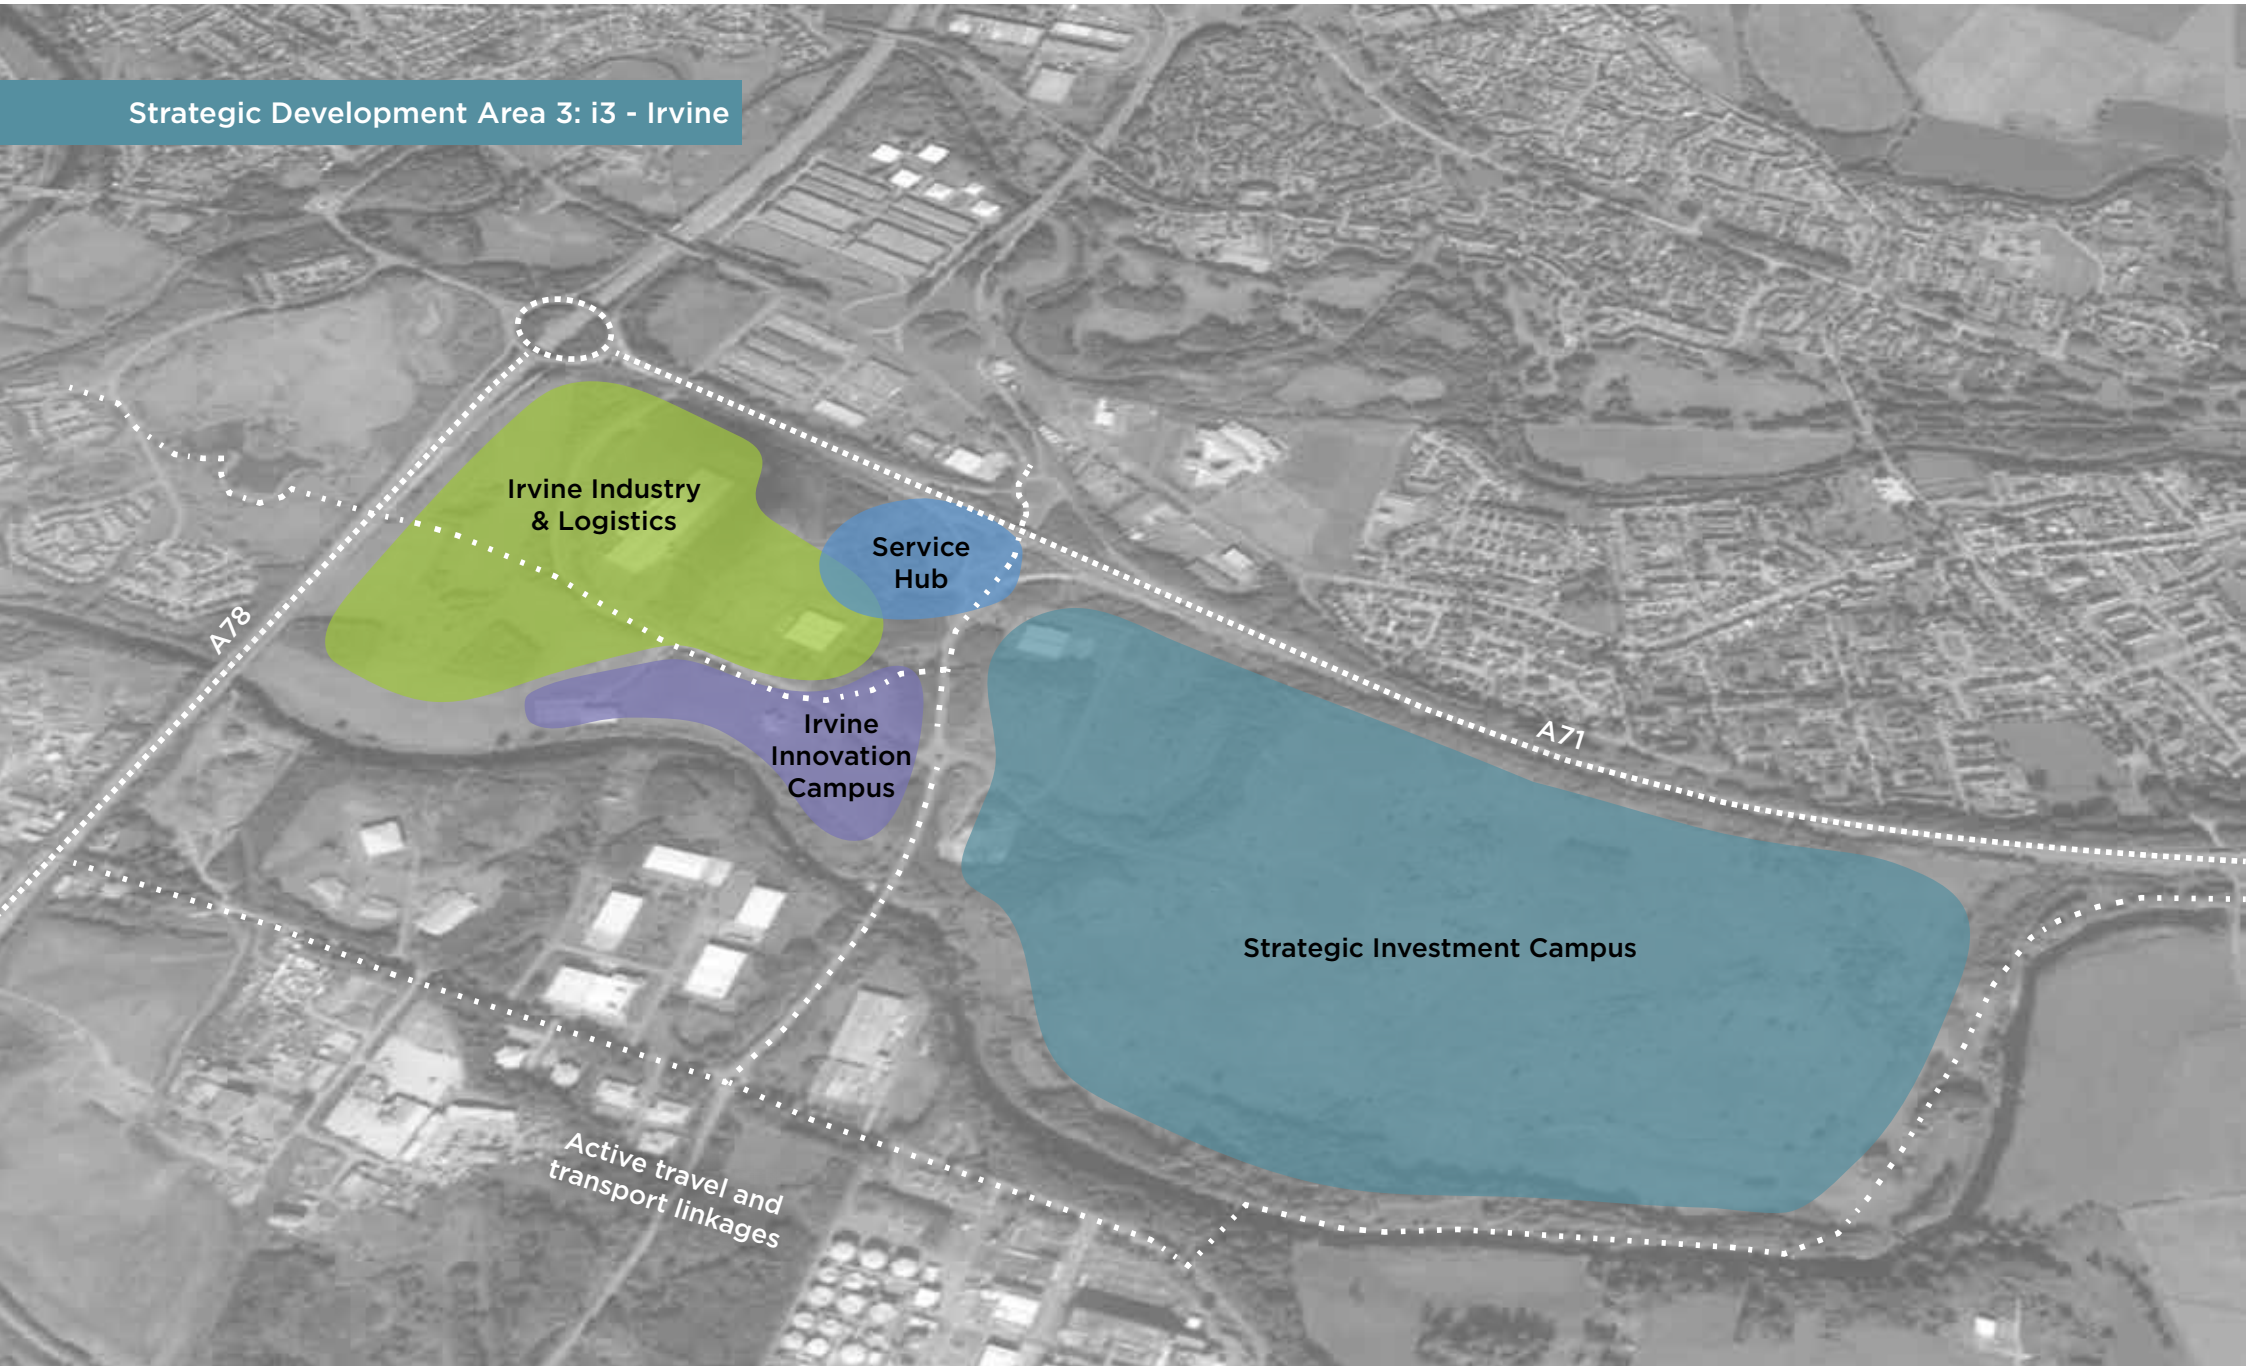 Strategic Development Area 3: i3 - Irvine
Irvine Industry
& Logistics
Service
Hub
A78
Irvine
Innovation
Campus
A71
Strategic Investment Campus
Active travel and
transport linkages